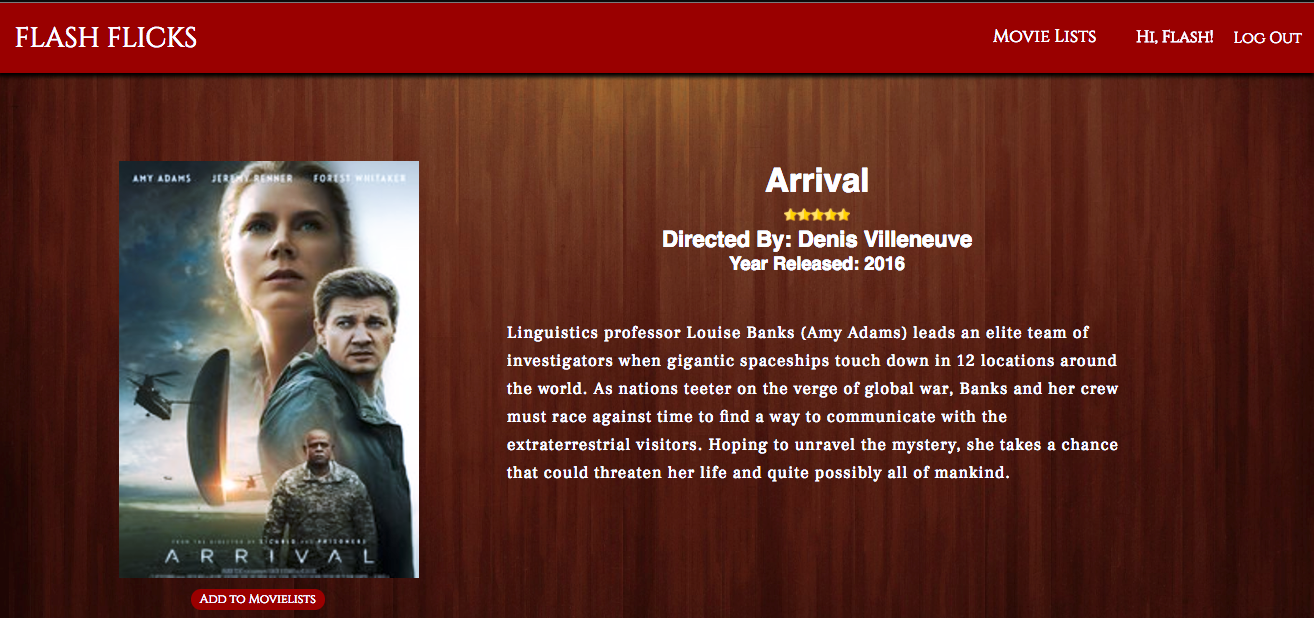 FLASH FLICKS
MOVIE LISTS
HI, FLASH!
LOG OUT
AMY ADAMS JEREMY RENNER FOREST WHITAKER
FROM THE DIRECTOR OF SICARIO AND PRISONERS
ARRIVAL
ADD TO MOVIELISTS
Arrival
Directed By: Denis Villeneuve
Year Released: 2016
Linguistics professor Louise Banks (Amy Adams) leads an elite team of
investigators when gigantic spaceships touch down in 12 locations around
the world. As nations teeter on the verge of global war, Banks and her crew
must race against time to find a way to communicate with the
extraterrestrial visitors. Hoping to unravel the mystery, she takes a chance
that could threaten her life and quite possibly all of mankind.